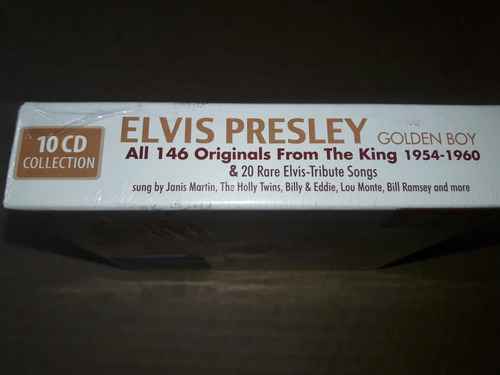 10 CD
COLLECTION
ELVIS PRESLEY GOLDEN BOY
All 146 Originals From The King 1954-1960
& 20 Rare Elvis-Tribute Songs
sung by Janis Martin, The Holly Twins, Billy & Eddie, Lou Monte, Bill Ramsey and more